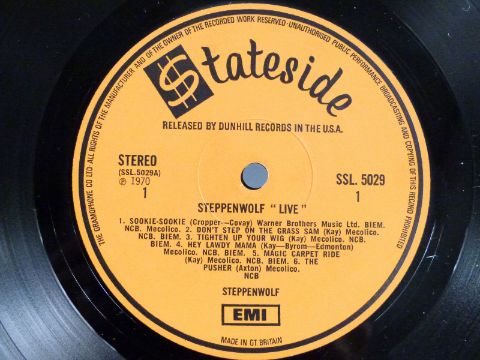 THE GRAMOPHONE CO LTD·ALL RIGHTS OF THE MANUFACTURER AND OF THE OWNER OF THE RECORDED WORK RESERVED·UNAUTHORISED PUBLIC PERFORMANCE BROADCASTING AND COPYING OF THIS RECORD PROHIBITED
$tateside
RELEASED BY DUNHILL RECORDS IN THE U.S.A.
STEREO
(SSL.5029A)
℗ 1970
1
SSL. 5029
1
STEPPENWOLF "LIVE"
1. SOOKIE-SOOKIE (Cropper—Covay) Warner Brothers Music Ltd. BIEM.
NCB. Mecolico. 2. DON'T STEP ON THE GRASS SAM (Kay) Mecolico.
NCB. BIEM. 3. TIGHTEN UP YOUR WIG (Kay) Mecolico. NCB.
BIEM. 4. HEY LAWDY MAMA (Kay—Byrom—Edmonton)
Mecolico. NCB. BIEM. 5. MAGIC CARPET RIDE
(Kay) Mecolico. NCB. BIEM. 6. THE
PUSHER (Axton) Mecolico.
NCB
STEPPENWOLF
EMI
MADE IN GT. BRITAIN